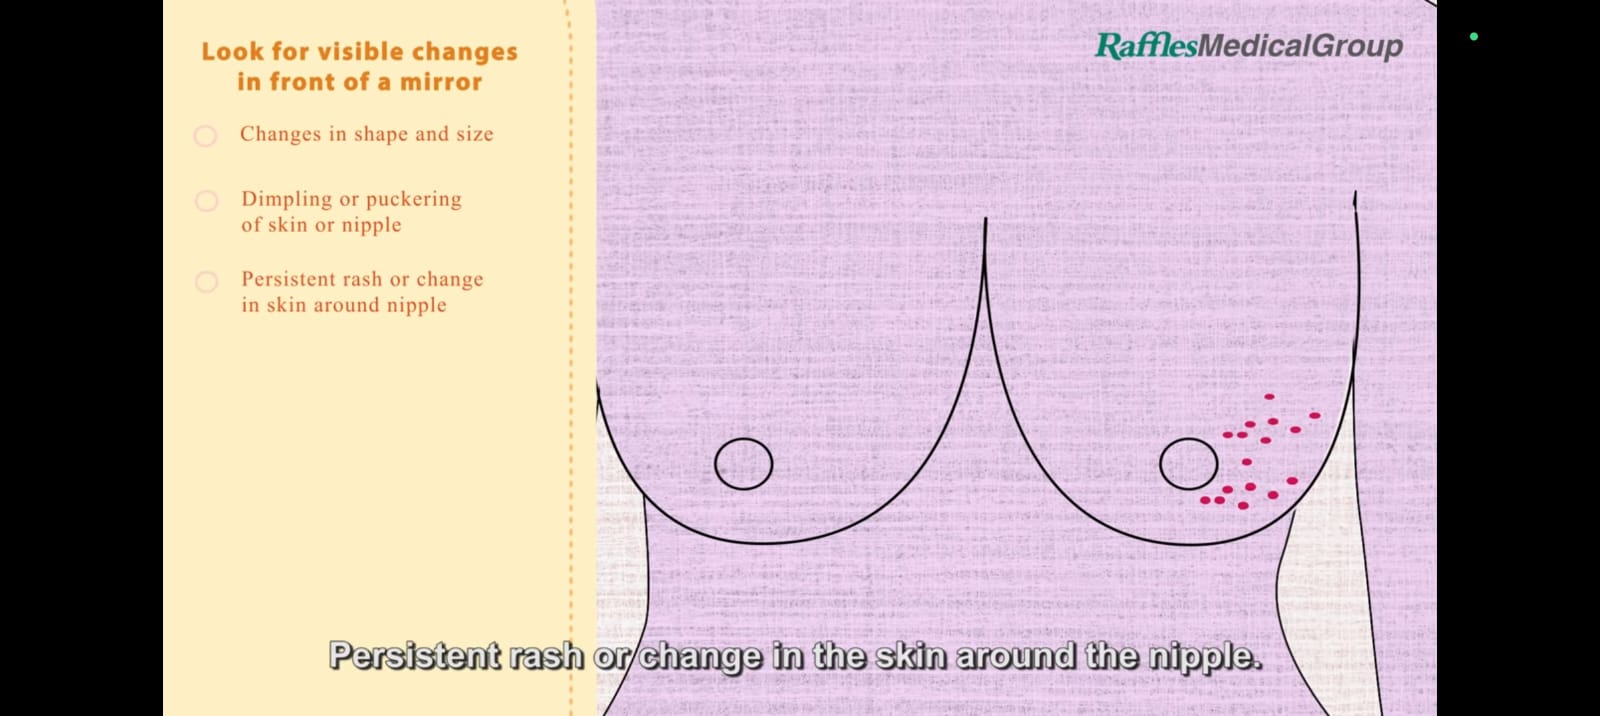 Look for visible changes
in front of a mirror
Changes in shape and size
Dimpling or puckering
of skin or nipple
Persistent rash or change
in skin around nipple
RafflesMedicalGroup
Persistent rash or change in the skin around the nipple.